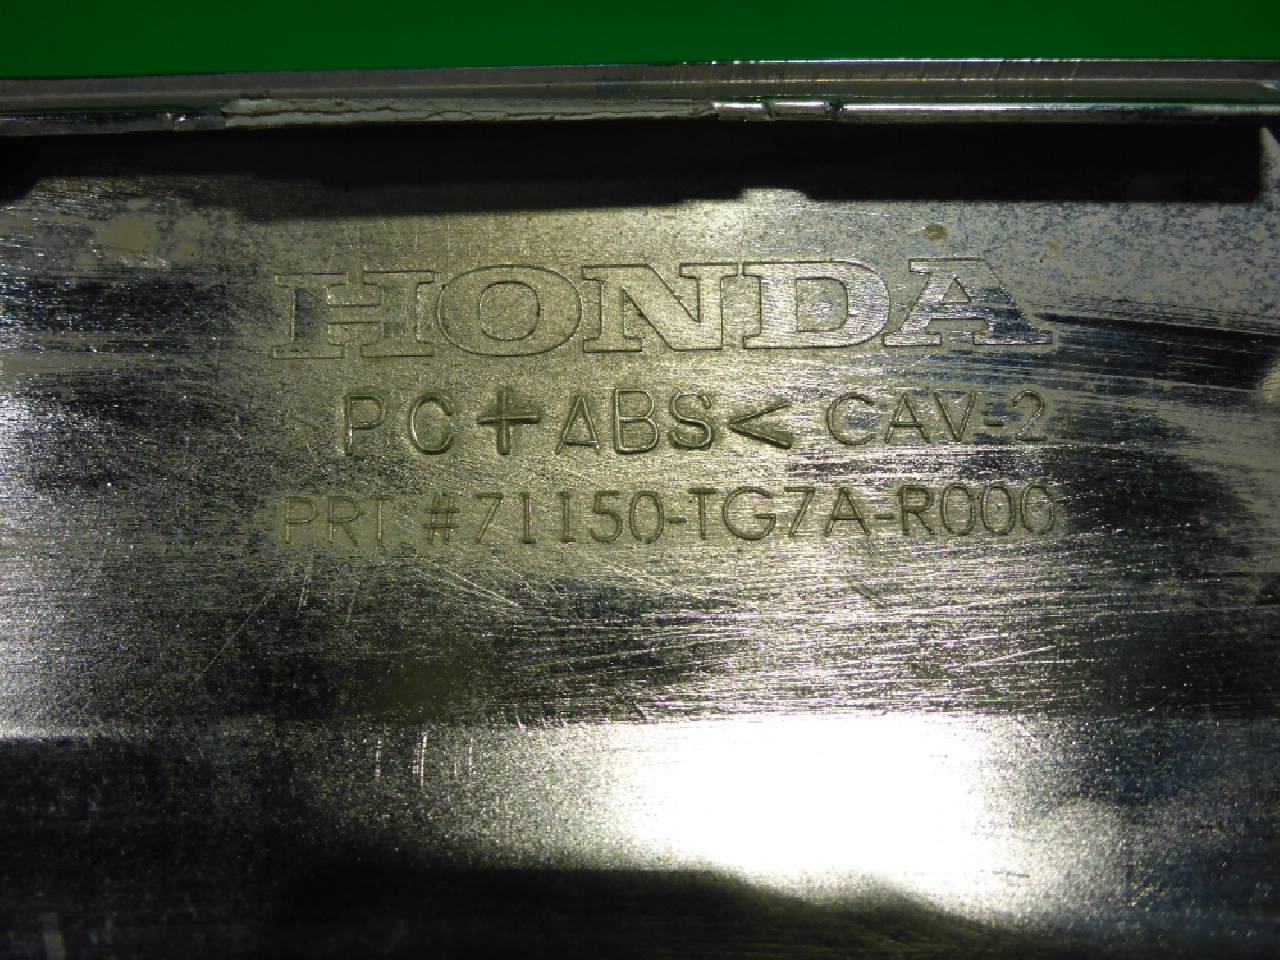 HONDA
>PC+ABS< CAV-2
PRT #71150-TG7A-R000